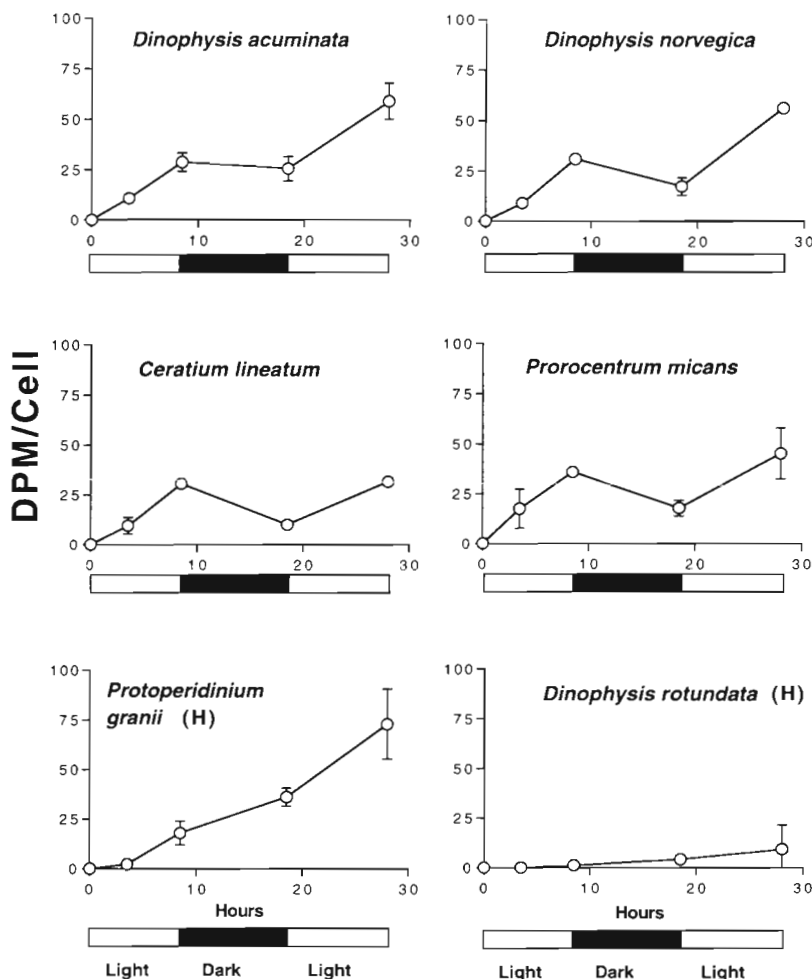 Dinophysis acuminata
100
75
50
25
0
0 10 20 30
Dinophysis norvegica
100
75
50
25
0
0 10 20 30
DPM/Cell
Ceratium lineatum
100
75
50
25
0
0 10 20 30
Prorocentrum micans
100
75
50
25
0
0 10 20 30
Protoperidinium
granii (H)
100
75
50
25
0
0 10 20 30
Hours
Light Dark Light
Dinophysis rotundata (H)
100
75
50
25
0
0 10 20 30
Hours
Light Dark Light